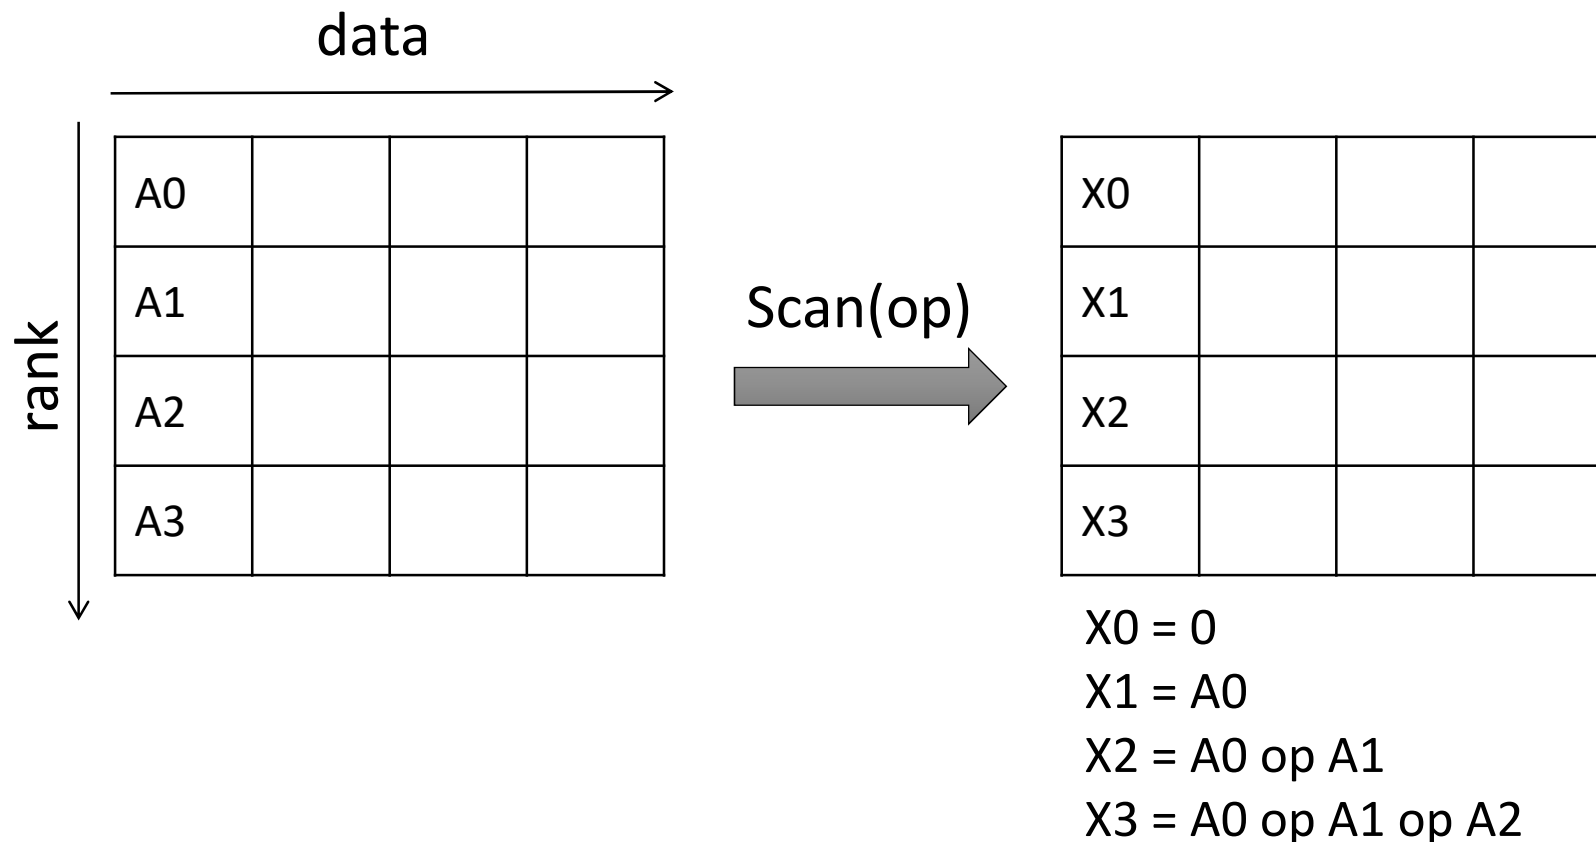 data
rank
A0
A1
A2
A3
Scan(op)
X0
X1
X2
X3
X0 = 0
X1 = A0
X2 = A0 op A1
X3 = A0 op A1 op A2